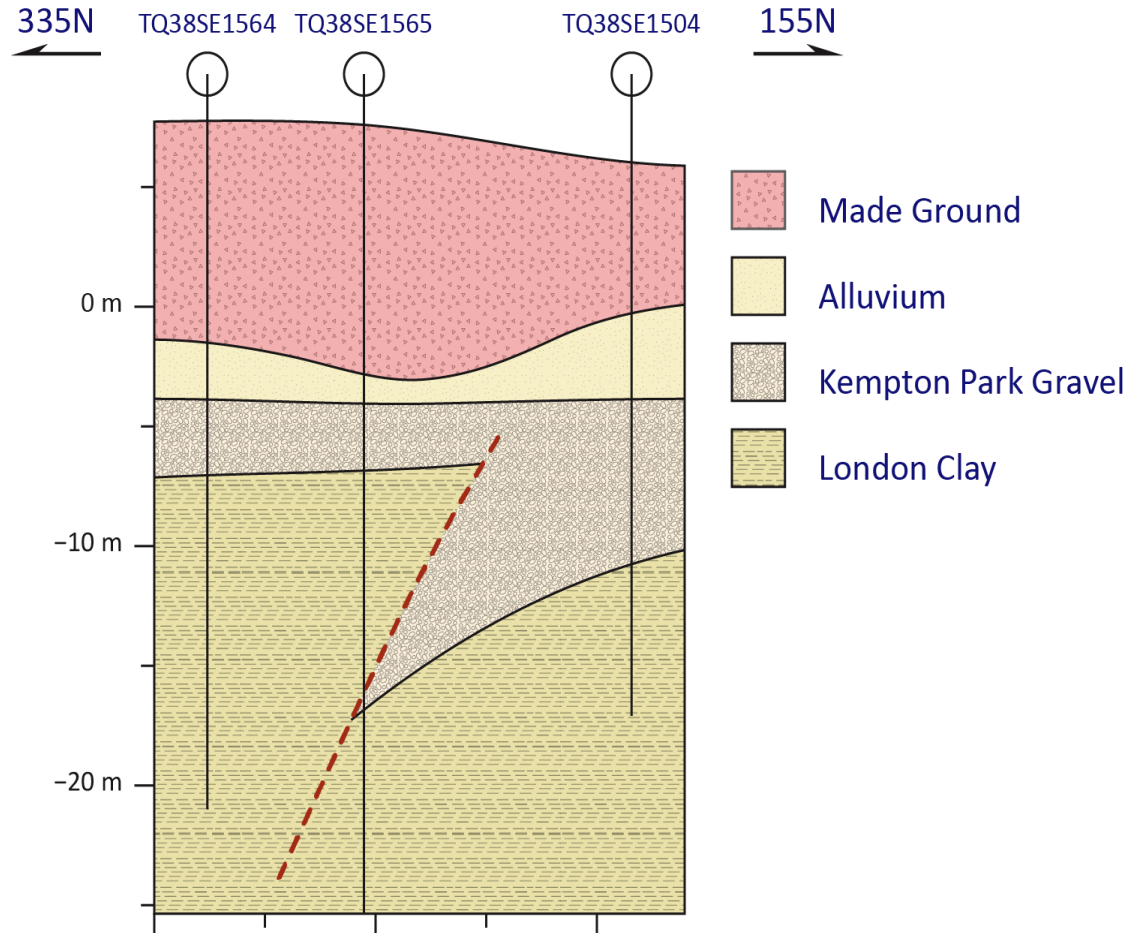 335N
TQ38SE1564
TQ38SE1565
TQ38SE1504
155N
Made Ground
0 m
Alluvium
Kempton Park Gravel
London Clay
−10 m
−20 m